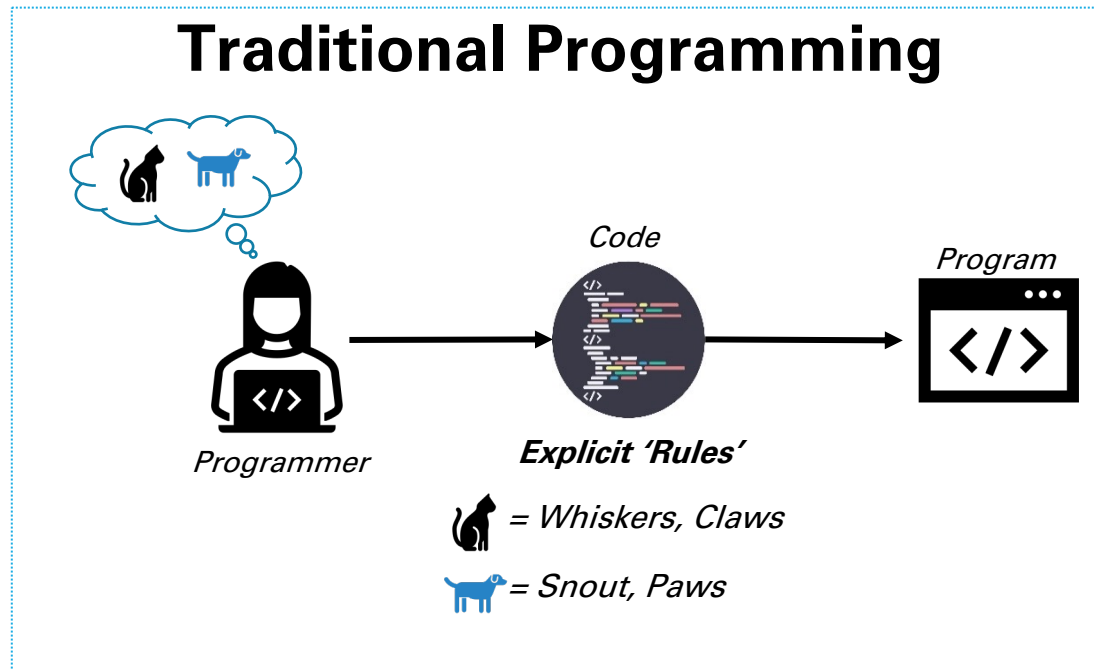 Traditional Programming
Code
Program
</>
</>
</>
</>
</>
</>
Programmer
Explicit ‘Rules’
= Whiskers, Claws
= Snout, Paws